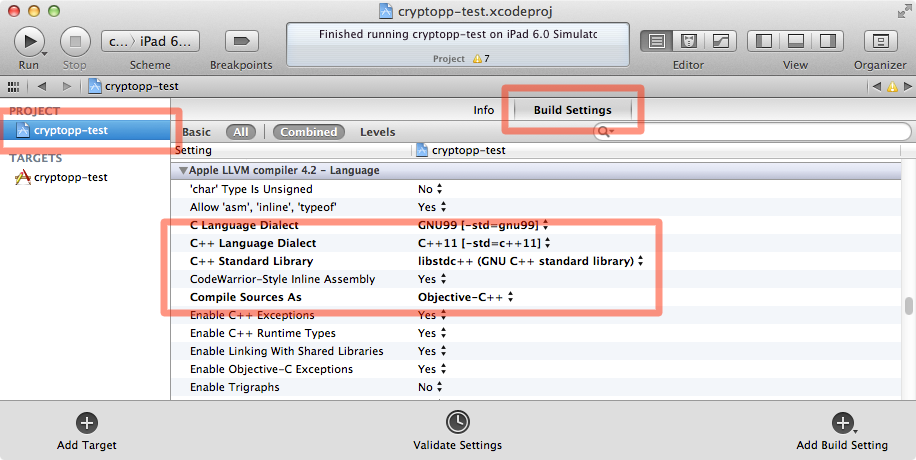 cryptopp-test.xcodeproj
c...〉 iPad 6...
Finished running cryptopp-test on iPad 6.0 Simulatc
Project 7
Run Stop Scheme Breakpoints Editor View Organizer
cryptopp-test
PROJECT
cryptopp-test
TARGETS
cryptopp-test
Info Build Settings
Basic All Combined Levels
Setting cryptopp-test
Apple LLVM compiler 4.2 - Language
'char' Type Is Unsigned No
Allow 'asm', 'inline', 'typeof' Yes
C Language Dialect GNU99 [-std=gnu99]
C++ Language Dialect C++11 [-std=c++11]
C++ Standard Library libstdc++ (GNU C++ standard library)
CodeWarrior-Style Inline Assembly Yes
Compile Sources As Objective-C++
Enable C++ Exceptions Yes
Enable C++ Runtime Types Yes
Enable Linking With Shared Libraries Yes
Enable Objective-C Exceptions Yes
Enable Trigraphs No
Add Target Validate Settings Add Build Setting